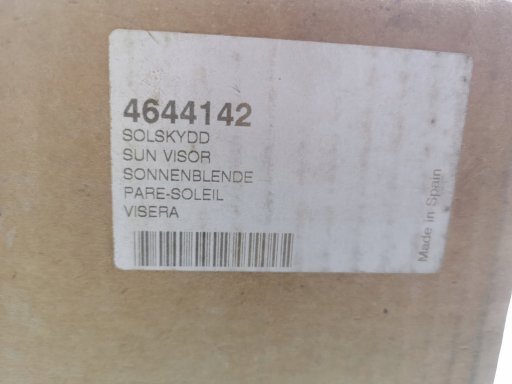 4644142
SOLSKYDD
SUN VISOR
SONNENBLENDE
PARE-SOLEIL
VISERA
Made in Spain